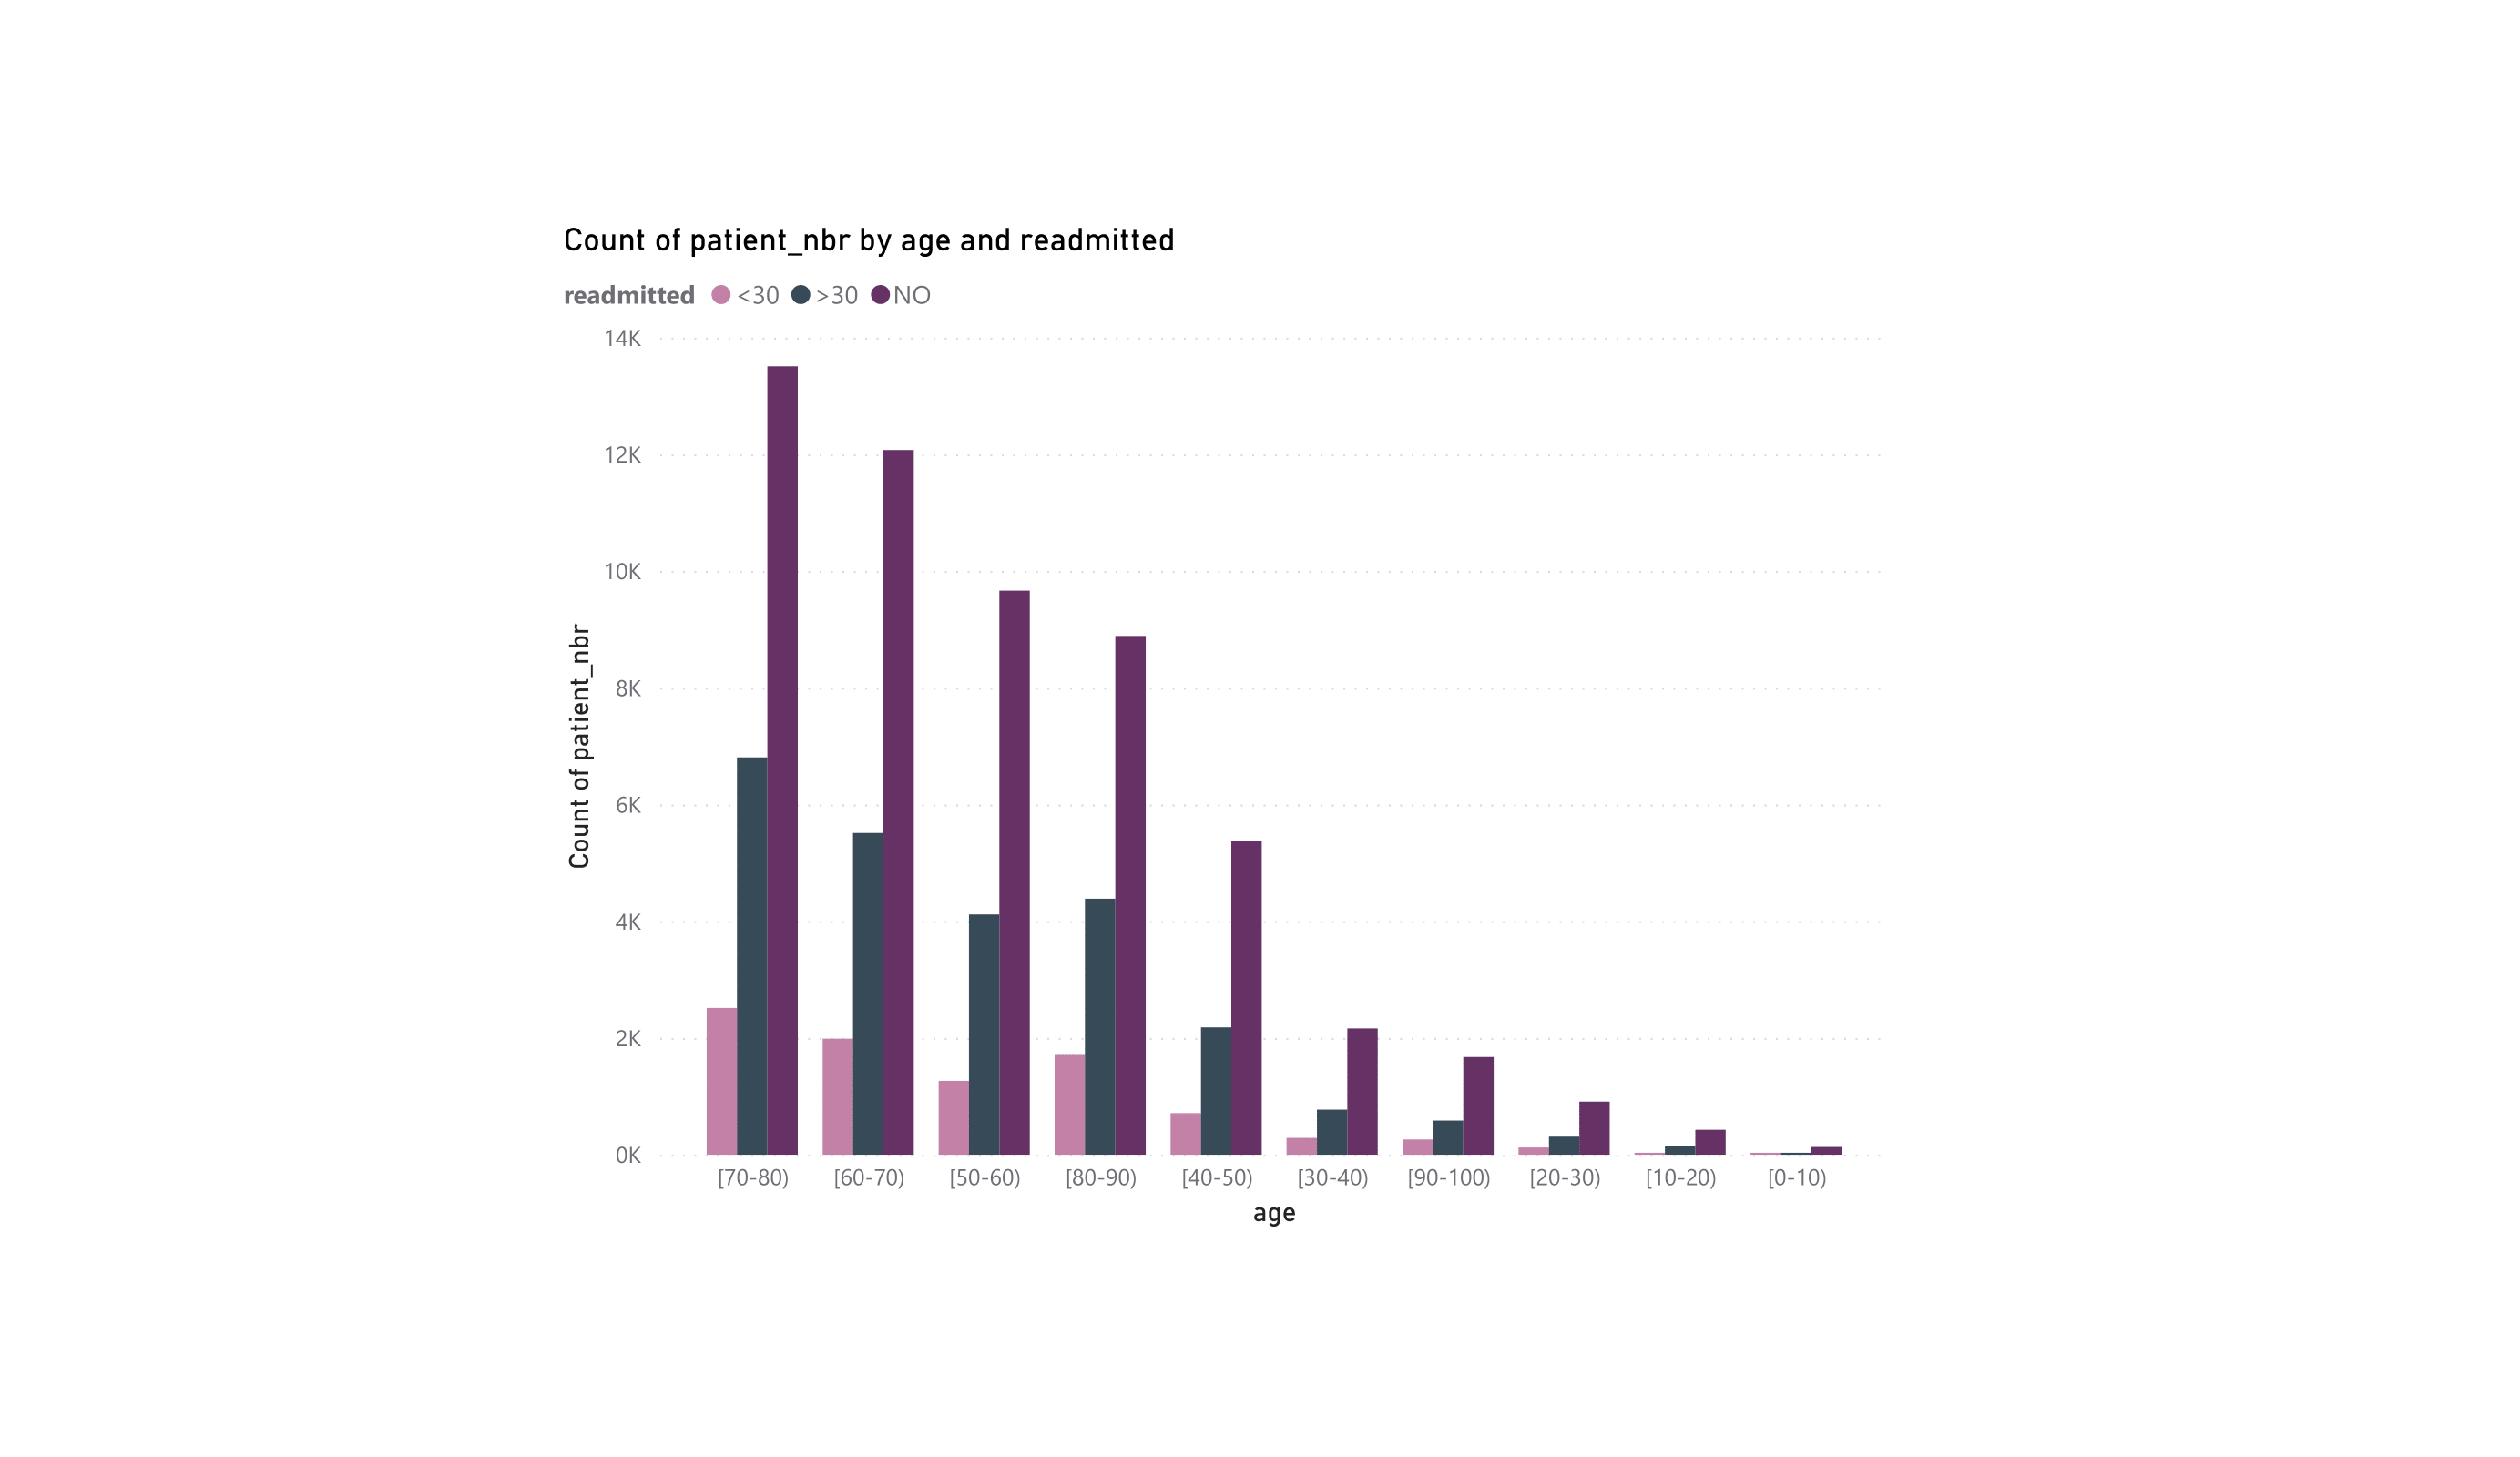 Count of patient_nbr by age and readmitted
readmitted <30 >30 NO
14K
12K
10K
8K
6K
4K
2K
0K
Count of patient_nbr
[70-80) [60-70) [50-60) [80-90) [40-50) [30-40) [90-100) [20-30) [10-20) [0-10)
age